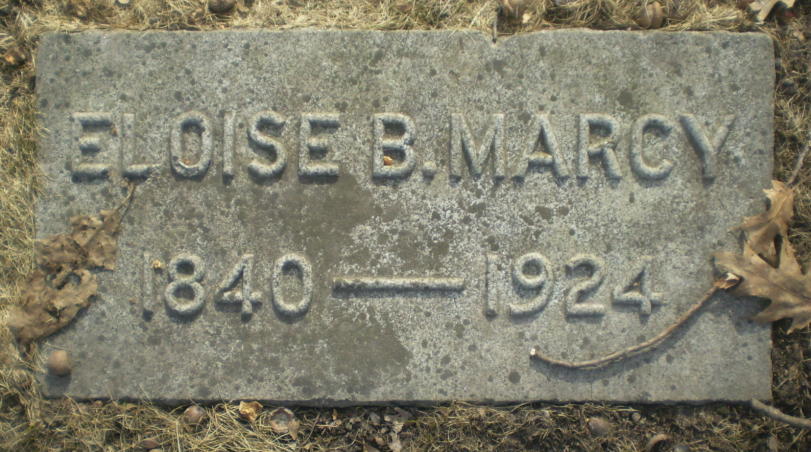 ELOISE B. MARCY
1840 — 1924